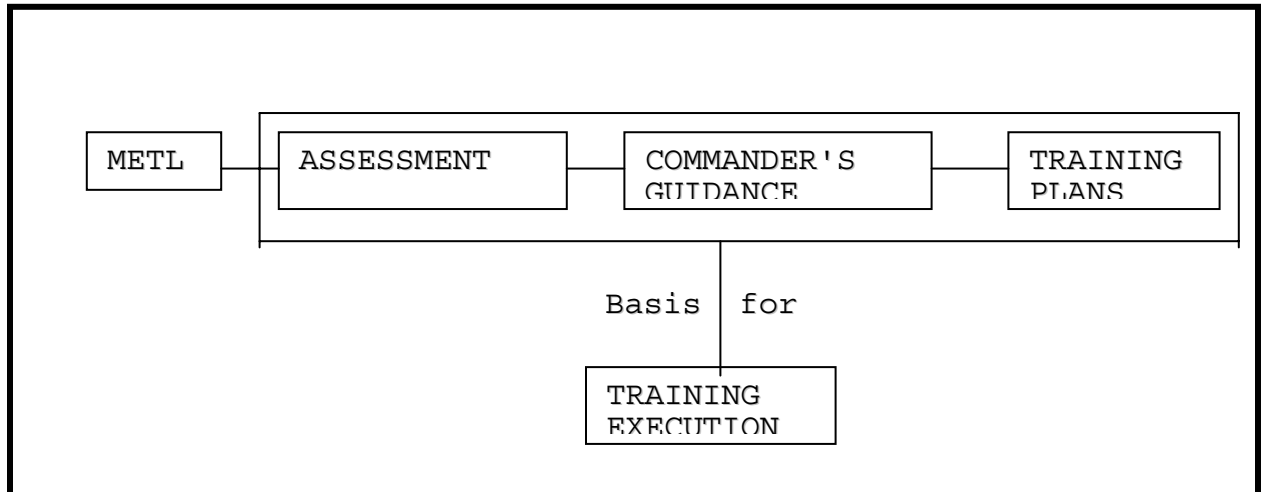 METL
ASSESSMENT
COMMANDER'S
GUIDANCE
TRAINING
PLANS
Basis for
TRAINING
EXECUTION